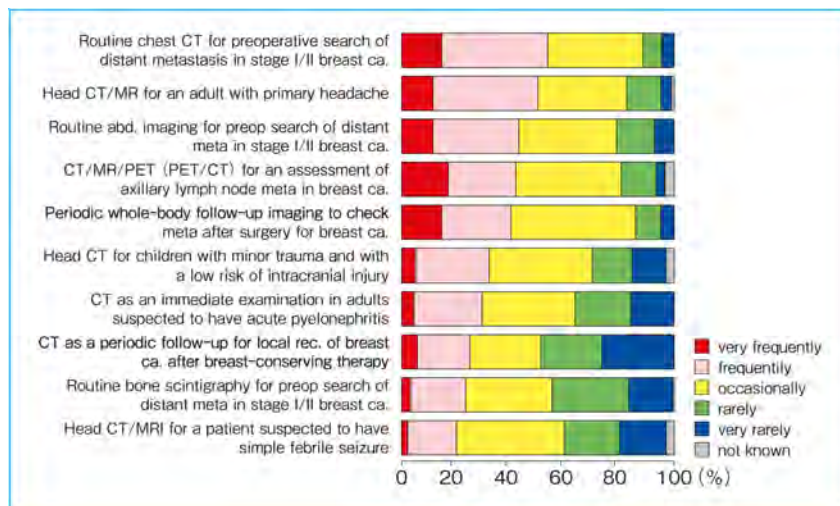 Routine chest CT for preoperative search of
distant metastasis in stage I/II breast ca.
Head CT/MR for an adult with primary headache
Routine abd. imaging for preop search of distant
meta in stage I/II breast ca.
CT/MR/PET (PET/CT) for an assessment of
axillary lymph node meta in breast ca.
Periodic whole-body follow-up imaging to check
meta after surgery for breast ca.
Head CT for children with minor trauma and with
a low risk of intracranial injury
CT as an immediate examination in adults
suspected to have acute pyelonephritis
CT as a periodic follow-up for local rec. of breast
ca. after breast-conserving therapy
Routine bone scintigraphy for preop search of
distant meta in stage I/II breast ca.
Head CT/MRI for a patient suspected to have
simple febrile seizure
very frequently
frequentily
occasionally
rarely
very rarely
not known
0 20 40 60 80 100 (%)